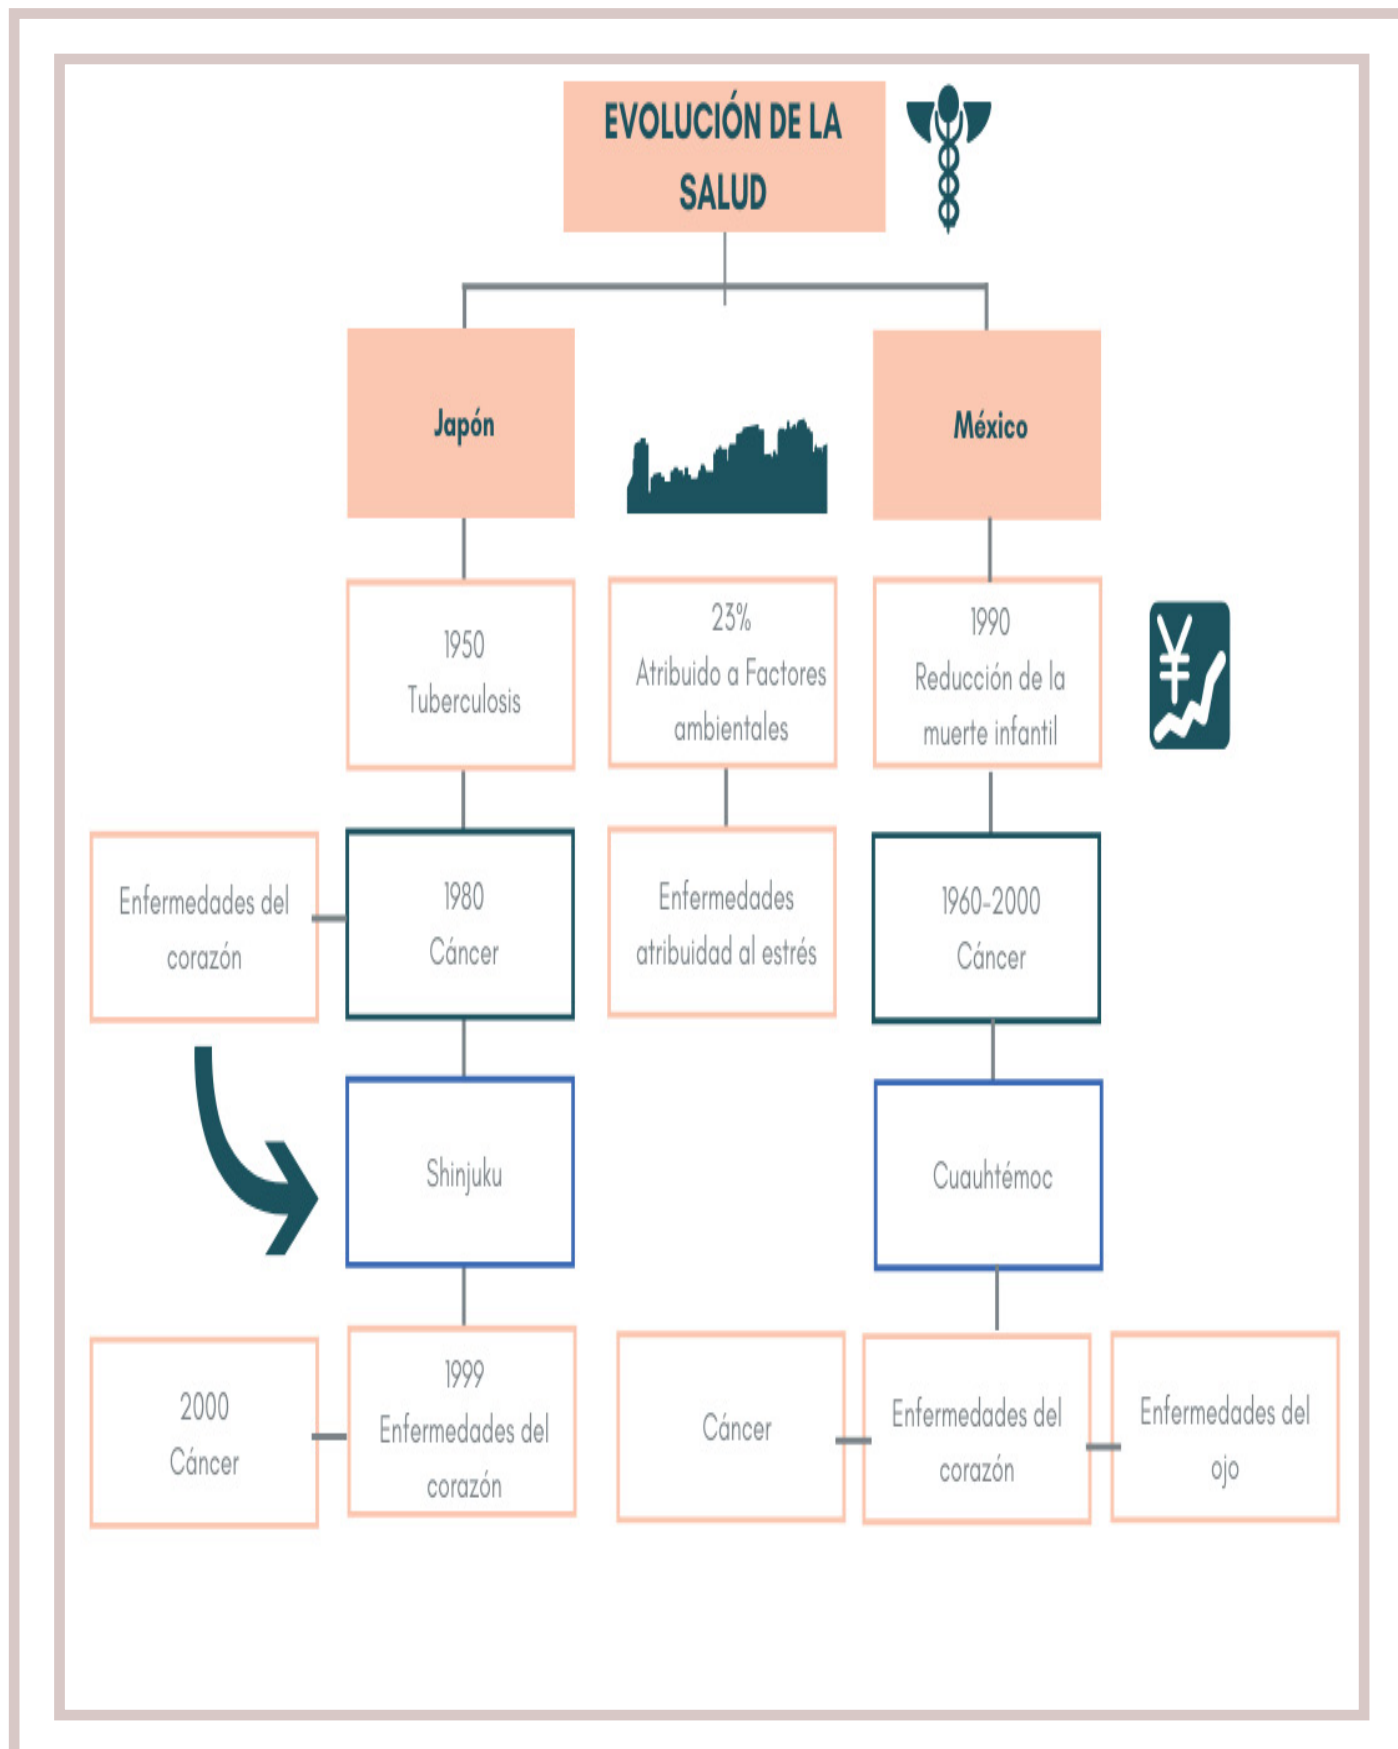 EVOLUCIÓN DE LA
SALUD
Japón
México
1950
Tuberculosis
23%
Atribuido a Factores
ambientales
1990
Reducción de la
muerte infantil
¥
Enfermedades del
corazón
1980
Cáncer
Enfermedades
atribuidad al estrés
1960-2000
Cáncer
Shinjuku
Cuauhtémoc
2000
Cáncer
1999
Enfermedades del
corazón
Cáncer
Enfermedades del
corazón
Enfermedades del
ojo